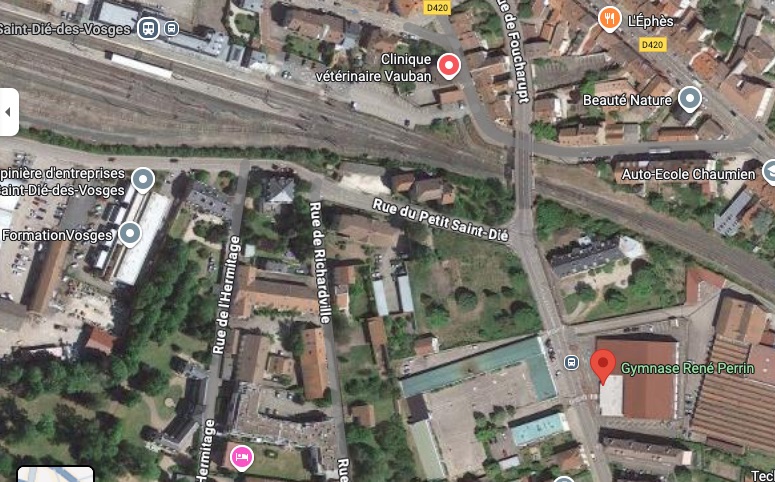 D420
Saint-Dié-des-Vosges
L'Éphès
D420
Rue de Foucharupt
Clinique
vétérinaire Vauban
Beauté Nature
Auto-Ecole Chaumien
pinière d'entreprises
Saint-Dié-des-Vosges
Rue du Petit Saint-Dié
FormationVosges
Rue de Richardville
Rue de l'Hermitage
Gymnase René Perrin
Hermitage
Rue
Tech